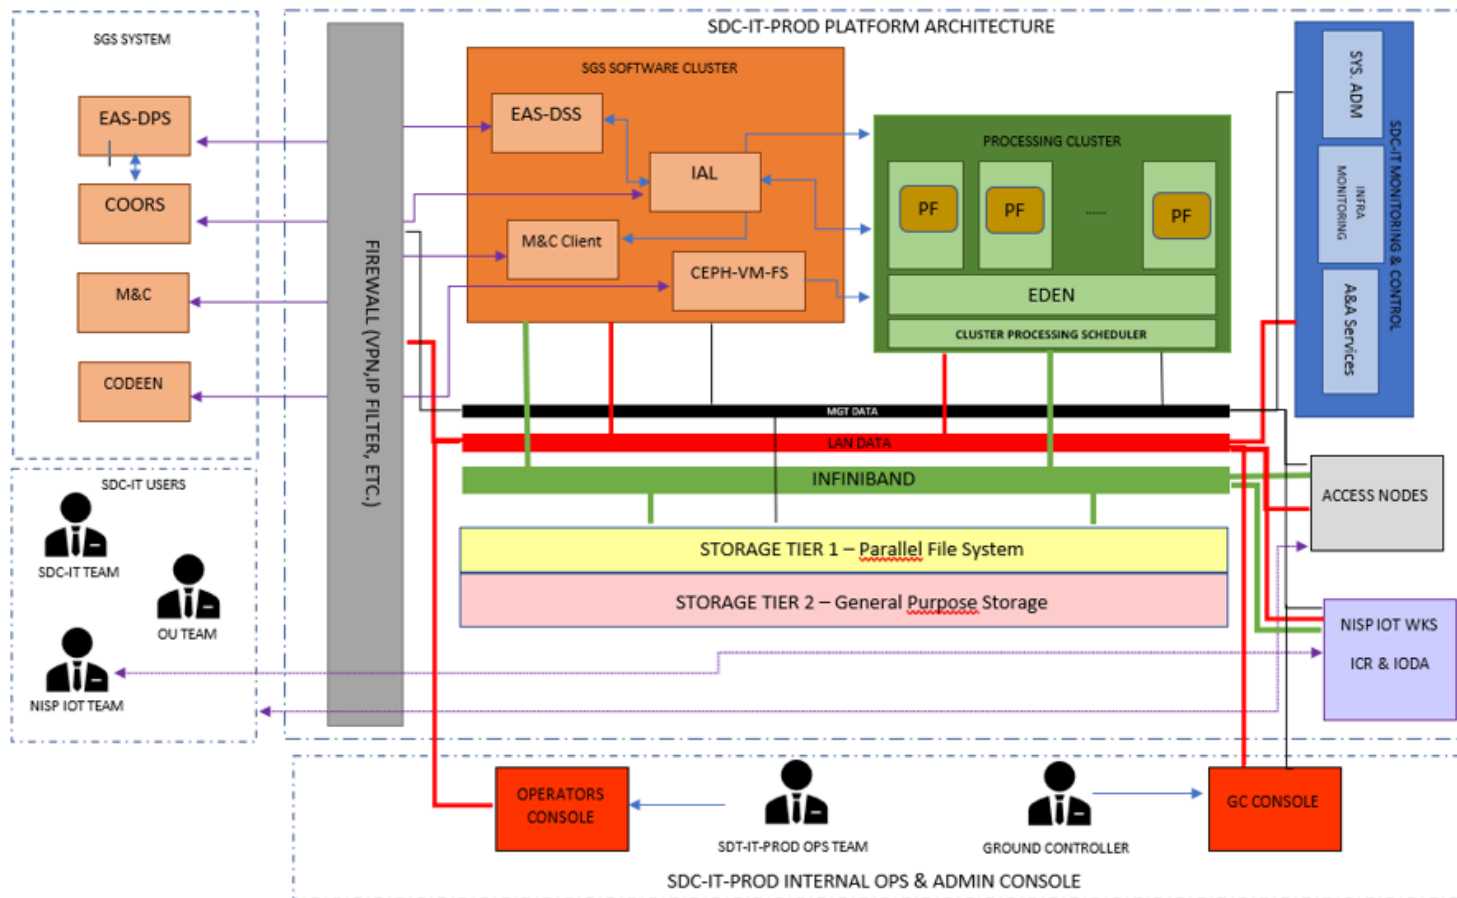 SDC-IT-PROD PLATFORM ARCHITECTURE
SGS SYSTEM
EAS-DPS
COORS
M&C
CODEEN
SDC-IT USERS
SDC-IT TEAM
OU TEAM
NISP IOT TEAM
FIREWALL (VPN,IP FILTER, ETC.)
SGS SOFTWARE CLUSTER
EAS-DSS
IAL
M&C Client
CEPH-VM-FS
PROCESSING CLUSTER
PF
PF
......
PF
EDEN
CLUSTER PROCESSING SCHEDULER
SYS. ADM
INFRA
MONITORING
A&A Services
SDC-IT MONITORING & CONTROL
MGT DATA
LAN DATA
INFINIBAND
STORAGE TIER 1 – Parallel File System
STORAGE TIER 2 – General Purpose Storage
ACCESS NODES
NISP IOT WKS
ICR & IODA
OPERATORS
CONSOLE
SDT-IT-PROD OPS TEAM
GROUND CONTROLLER
GC CONSOLE
SDC-IT-PROD INTERNAL OPS & ADMIN CONSOLE